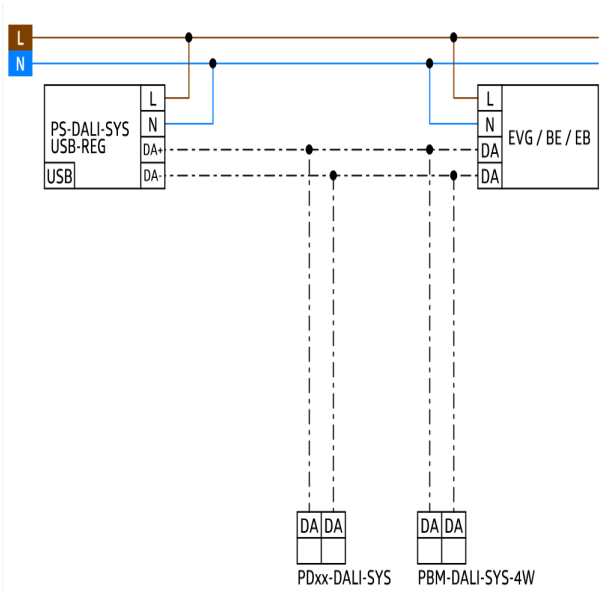 L
N
L
L
PS-DALI-SYS
USB-REG
N
N
EVG / BE / EB
DA+
DA
USB
DA-
DA
DA DA
DA DA
PDxx-DALI-SYS
PBM-DALI-SYS-4W